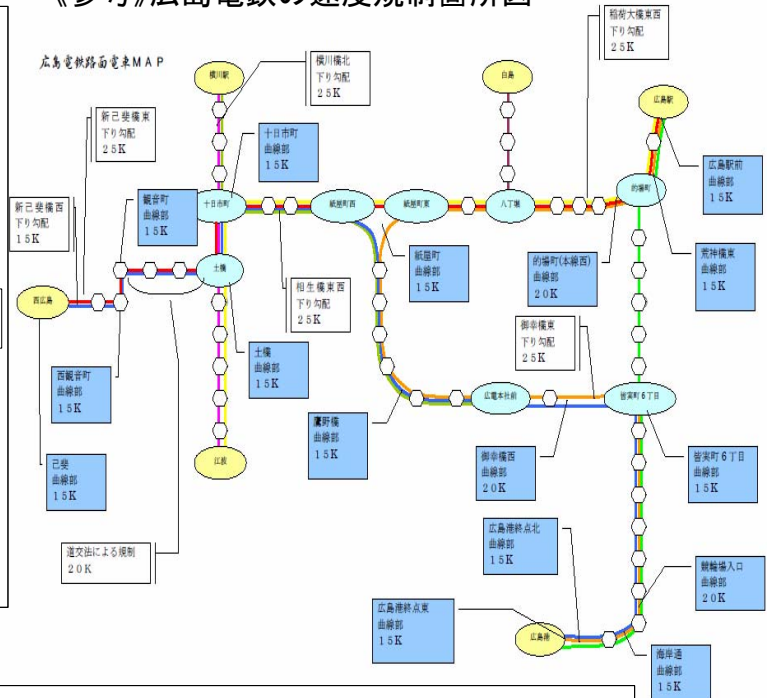 《参考》広島電鉄の速度規制箇所図
広島電鉄路面電車MAP
稲荷大橋東西
下り勾配
25K
横川橋北
下り勾配
25K
横川駅
白島
広島駅
新己斐橋東
下り勾配
25K
十日市町
曲線部
15K
広島駅前
曲線部
15K
新己斐橋西
下り勾配
15K
観音町
曲線部
15K
十日市町
紙屋町西
紙屋町東
八丁堀
的場町
紙屋町
曲線部
15K
的場町(本線西)
曲線部
20K
荒神橋東
曲線部
15K
土橋
西広島
相生橋東西
下り勾配
25K
御幸橋東
下り勾配
25K
土橋
曲線部
15K
西観音町
曲線部
15K
広電本社前
皆実町6丁目
鷹野橋
曲線部
15K
御幸橋西
曲線部
20K
皆実町6丁目
曲線部
15K
己斐
曲線部
15K
江波
広島港終点北
曲線部
15K
道交法による規制
20K
競輪場入口
曲線部
20K
広島港終点東
曲線部
15K
広島港
海岸通
曲線部
15K